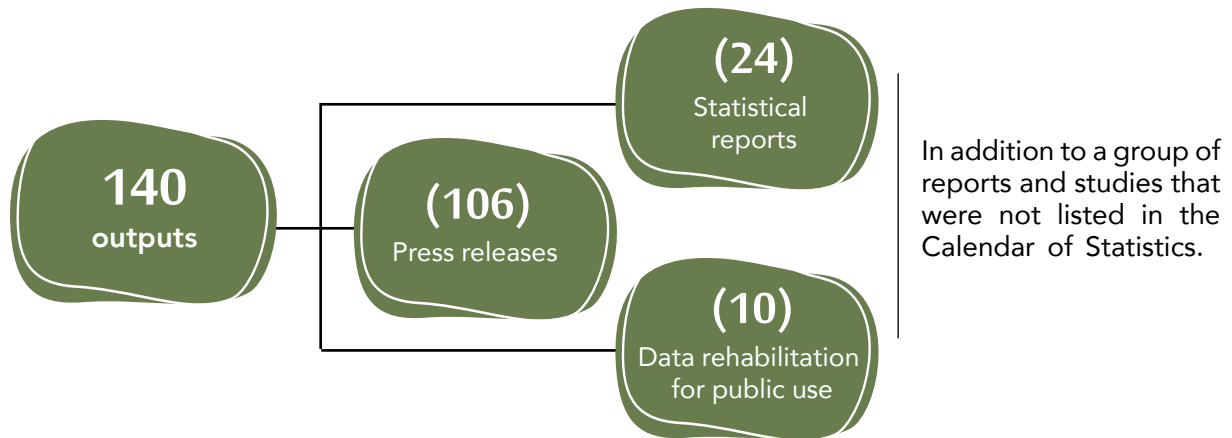 140
outputs
(24)
Statistical
reports
(106)
Press releases
(10)
Data rehabilitation
for public use
In addition to a group of
reports and studies that
were not listed in the
Calendar of Statistics.